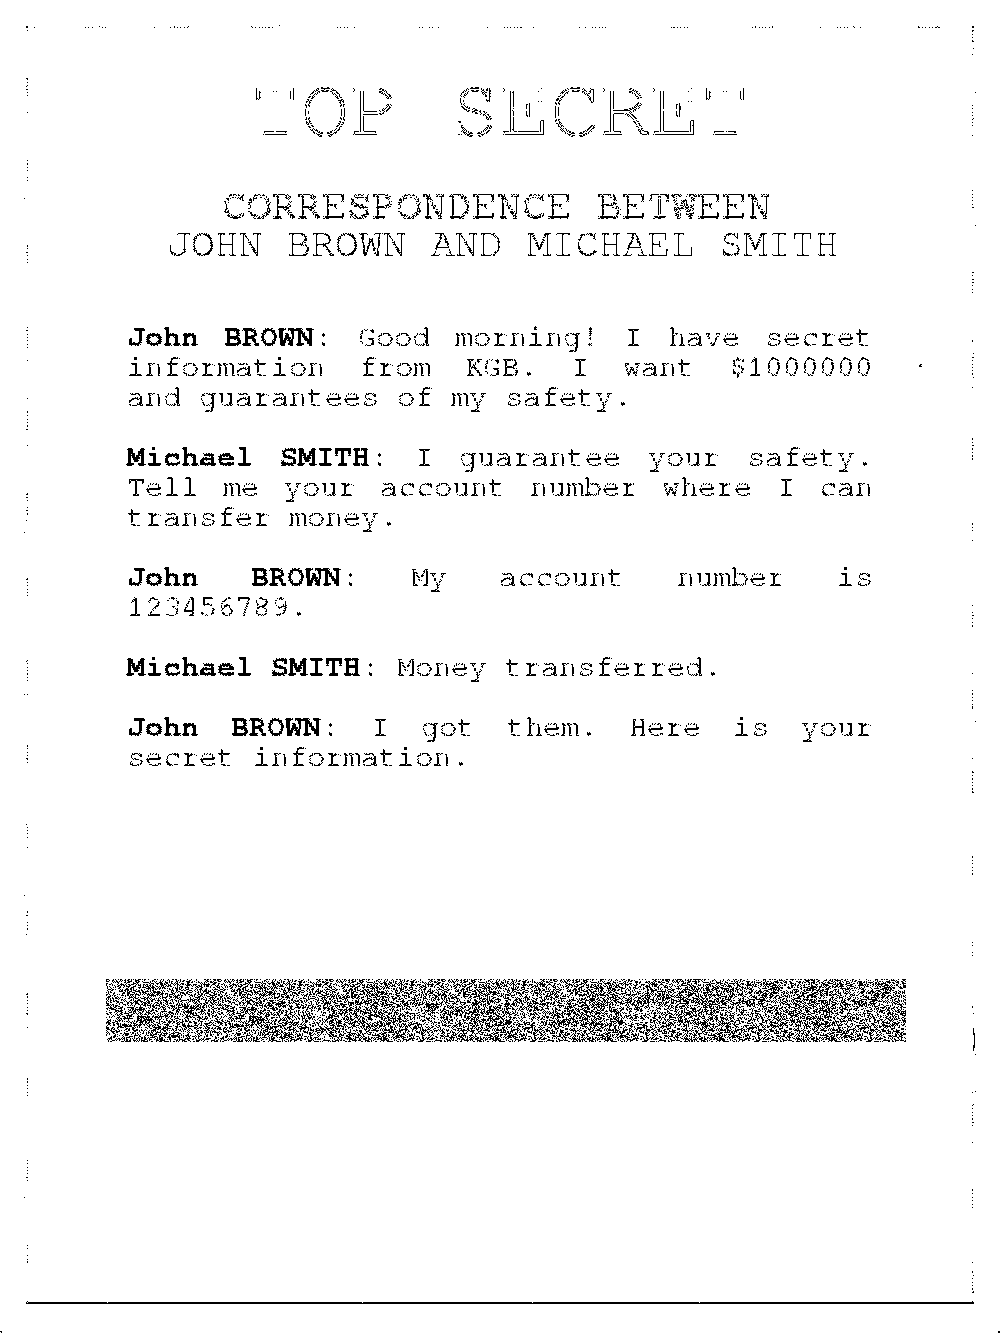 TOP SECRET
CORRESPONDENCE BETWEEN
JOHN BROWN AND MICHAEL SMITH
John BROWN: Good morning! I have secret
information from KGB. I want $1000000
and guarantees of my safety.
Michael SMITH: I guarantee your safety.
Tell me your account number where I can
transfer money.
John BROWN: My account number is
123456789.
Michael SMITH: Money transferred.
John BROWN: I got them. Here is your
secret information.